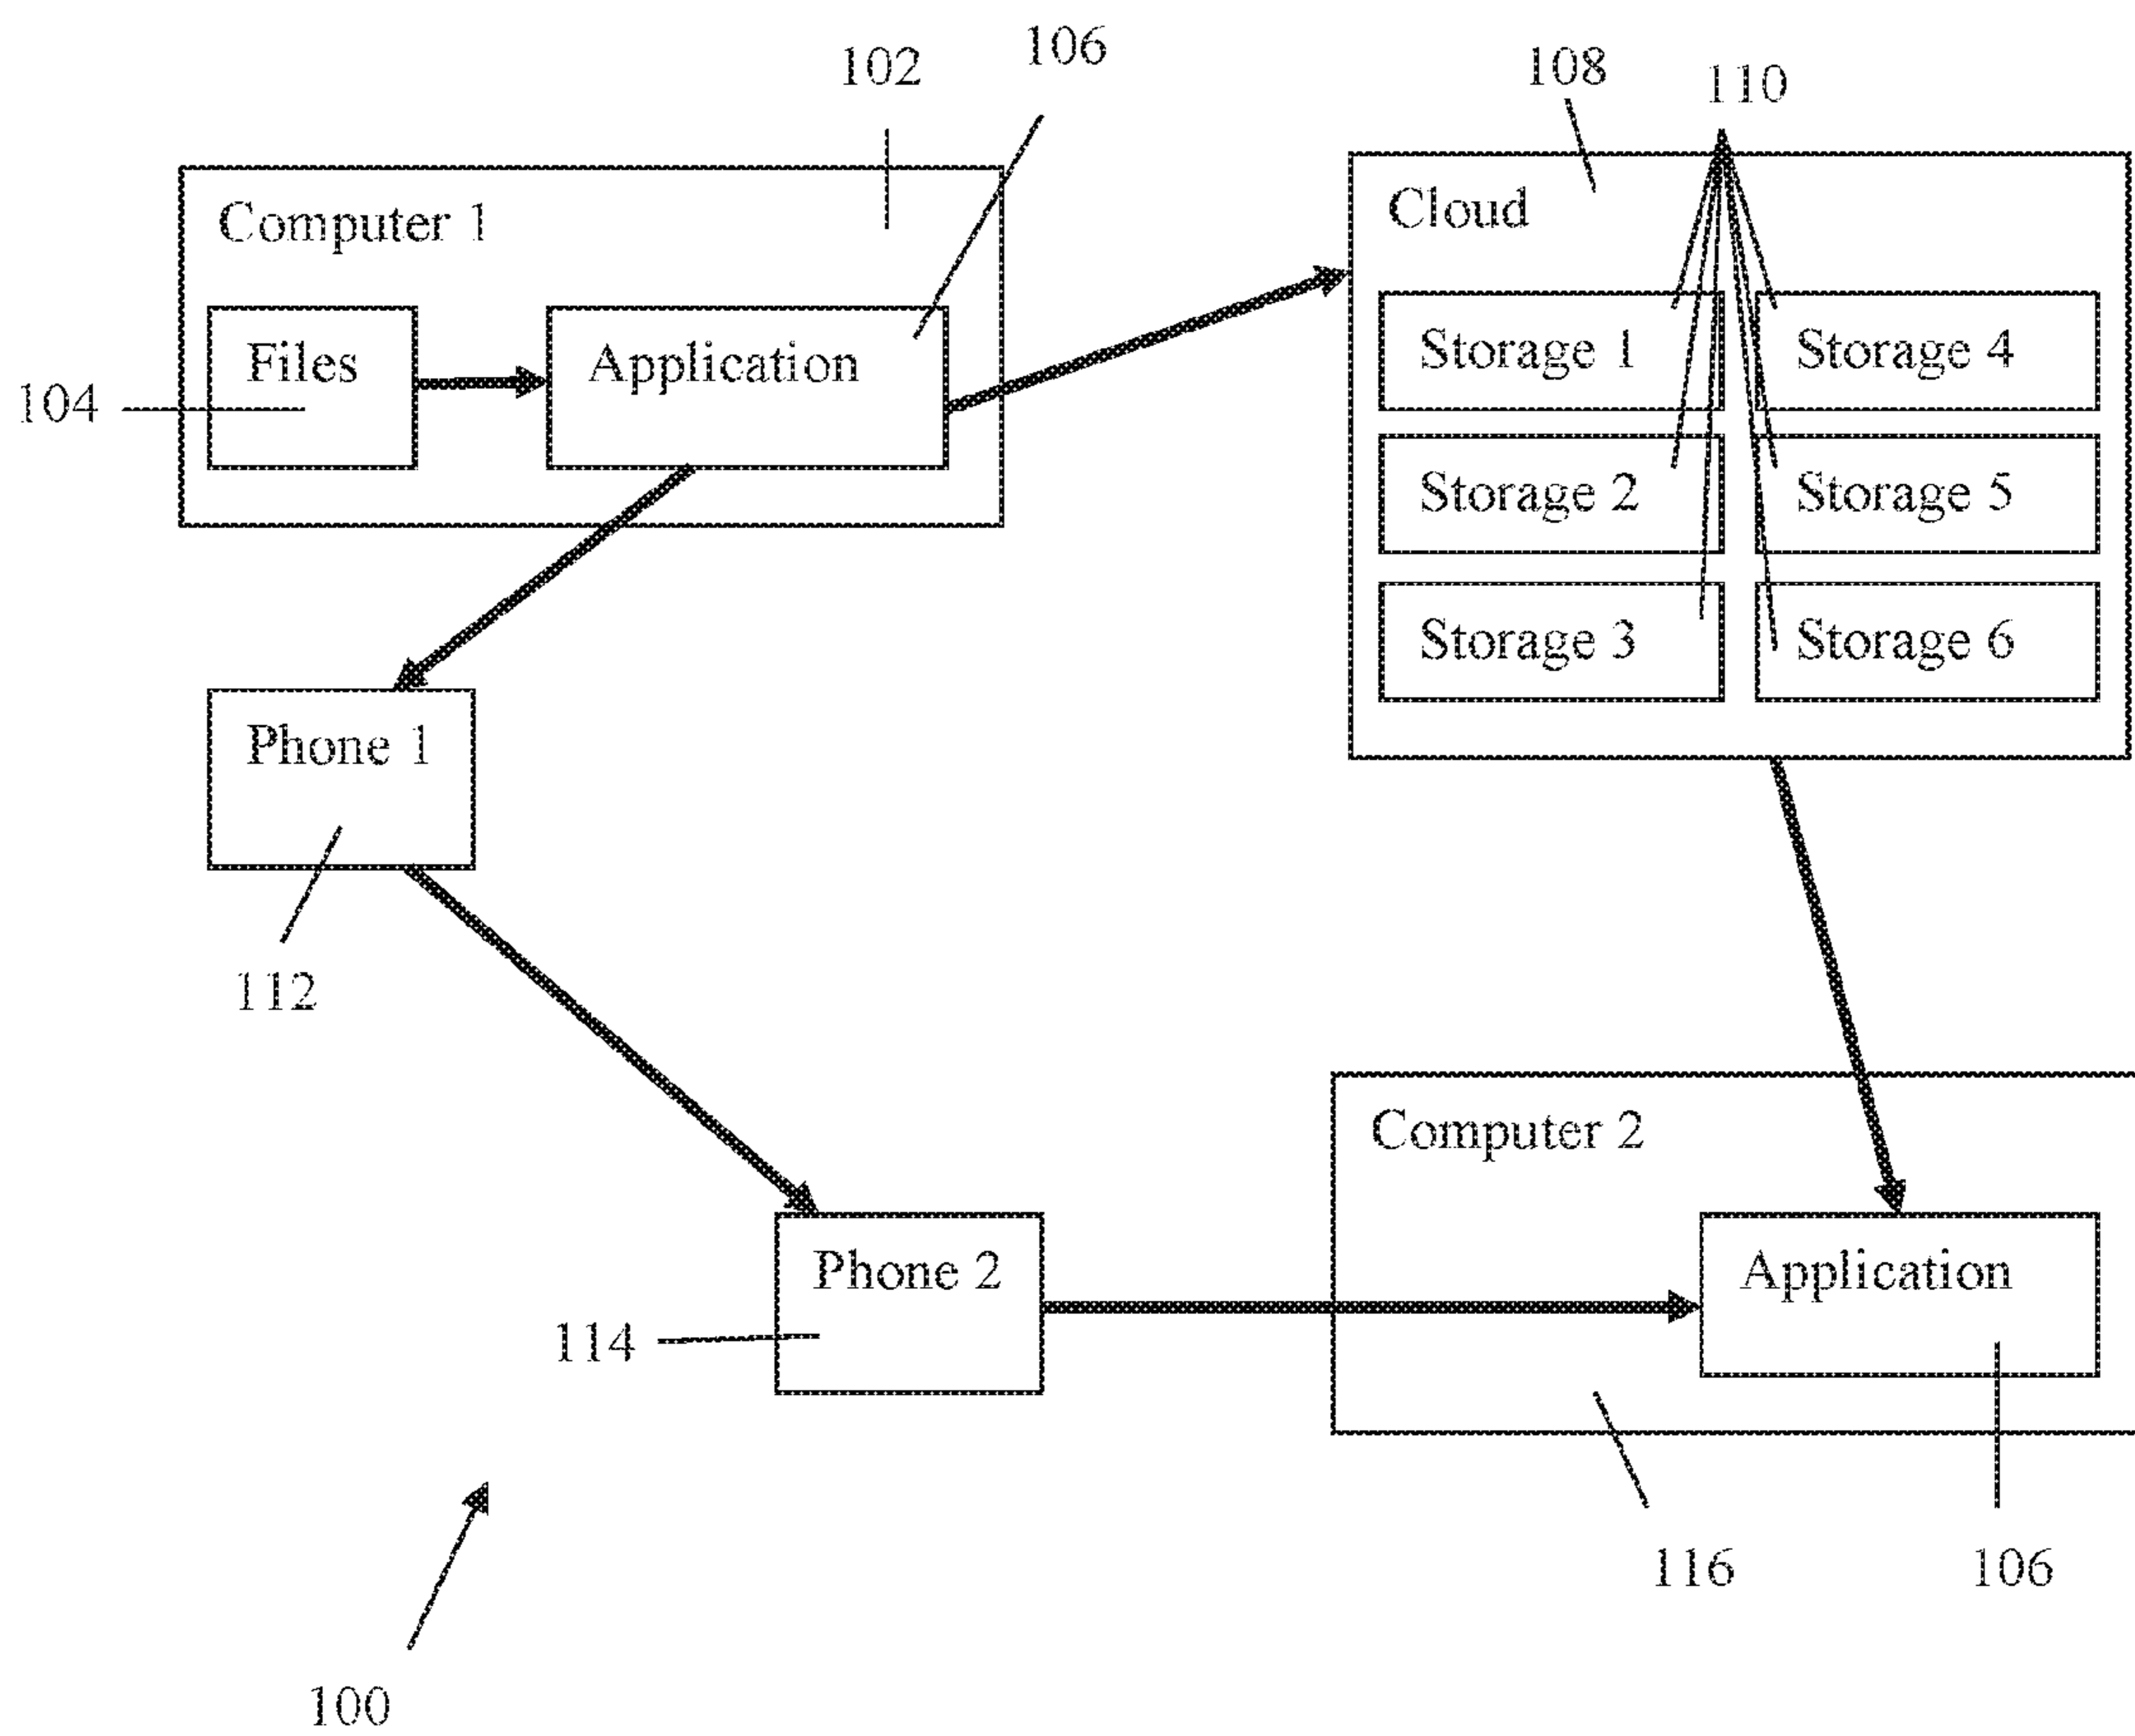 102
106
108
110
Computer 1
Cloud
Files
Application
104
Storage 1
Storage 4
Storage 2
Storage 5
Storage 3
Storage 6
Phone 1
112
Computer 2
Phone 2
Application
114
116
106
100